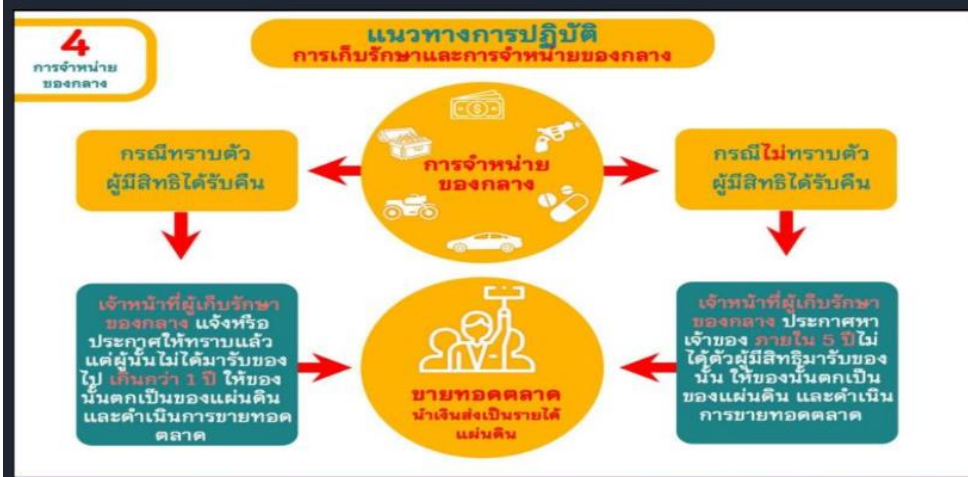 4
การจำหน่าย
ของกลาง
แนวทางการปฏิบัติ
การเก็บรักษาและการจำหน่ายของกลาง
กรณีทราบตัว
ผู้มีสิทธิได้รับคืน
การจำหน่าย
ของกลาง
กรณีไม่ทราบตัว
ผู้มีสิทธิได้รับคืน
เจ้าหน้าที่ผู้เก็บรักษา
ของกลาง แจ้งหรือ
ประกาศให้ทราบแล้ว
แต่ผู้นั้นไม่ได้มารับของ
ไป เกินกว่า 1 ปี ให้ของ
นั้นตกเป็นของแผ่นดิน
และดำเนินการขายทอด
ตลาด
ขายทอดตลาด
นำเงินส่งเป็นรายได้
แผ่นดิน
เจ้าหน้าที่ผู้เก็บรักษา
ของกลาง ประกาศหา
เจ้าของ ภายใน 5 ปีไม่
ได้ตัวผู้มีสิทธิมารับของ
นั้น ให้ของนั้นตกเป็น
ของแผ่นดิน และดำเนิน
การขายทอดตลาด